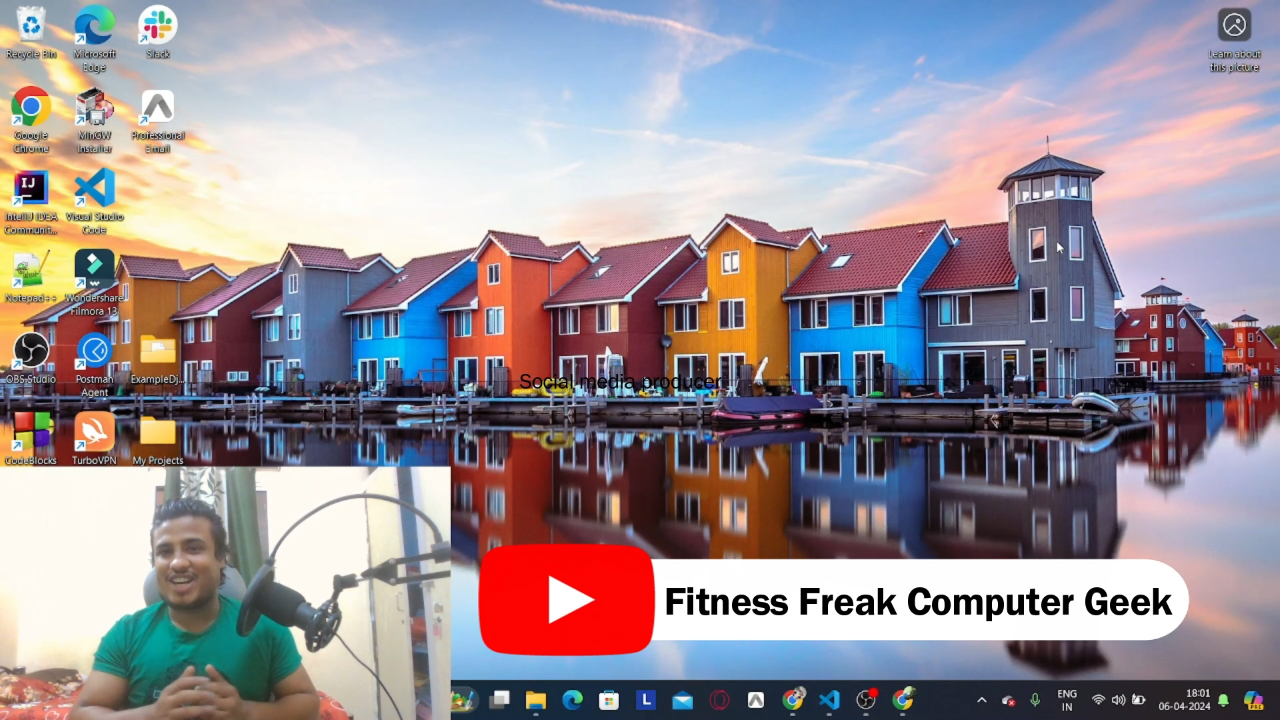 Recycle Bin
Microsoft
Edge
Slack
Learn about
this picture
Google
Chrome
MinGW
Installer
Professional
Email
IJ
IntelliJ IDEA
Communit...
Visual Studio
Code
Notepad++
Wondershare
Filmora 13
OBS Studio
Postman
Agent
ExampleDj...
Social media producer
CodeBlocks
TurboVPN
My Projects
Fitness Freak Computer Geek
L
ENG
IN
18:01
06-04-2024
PRE